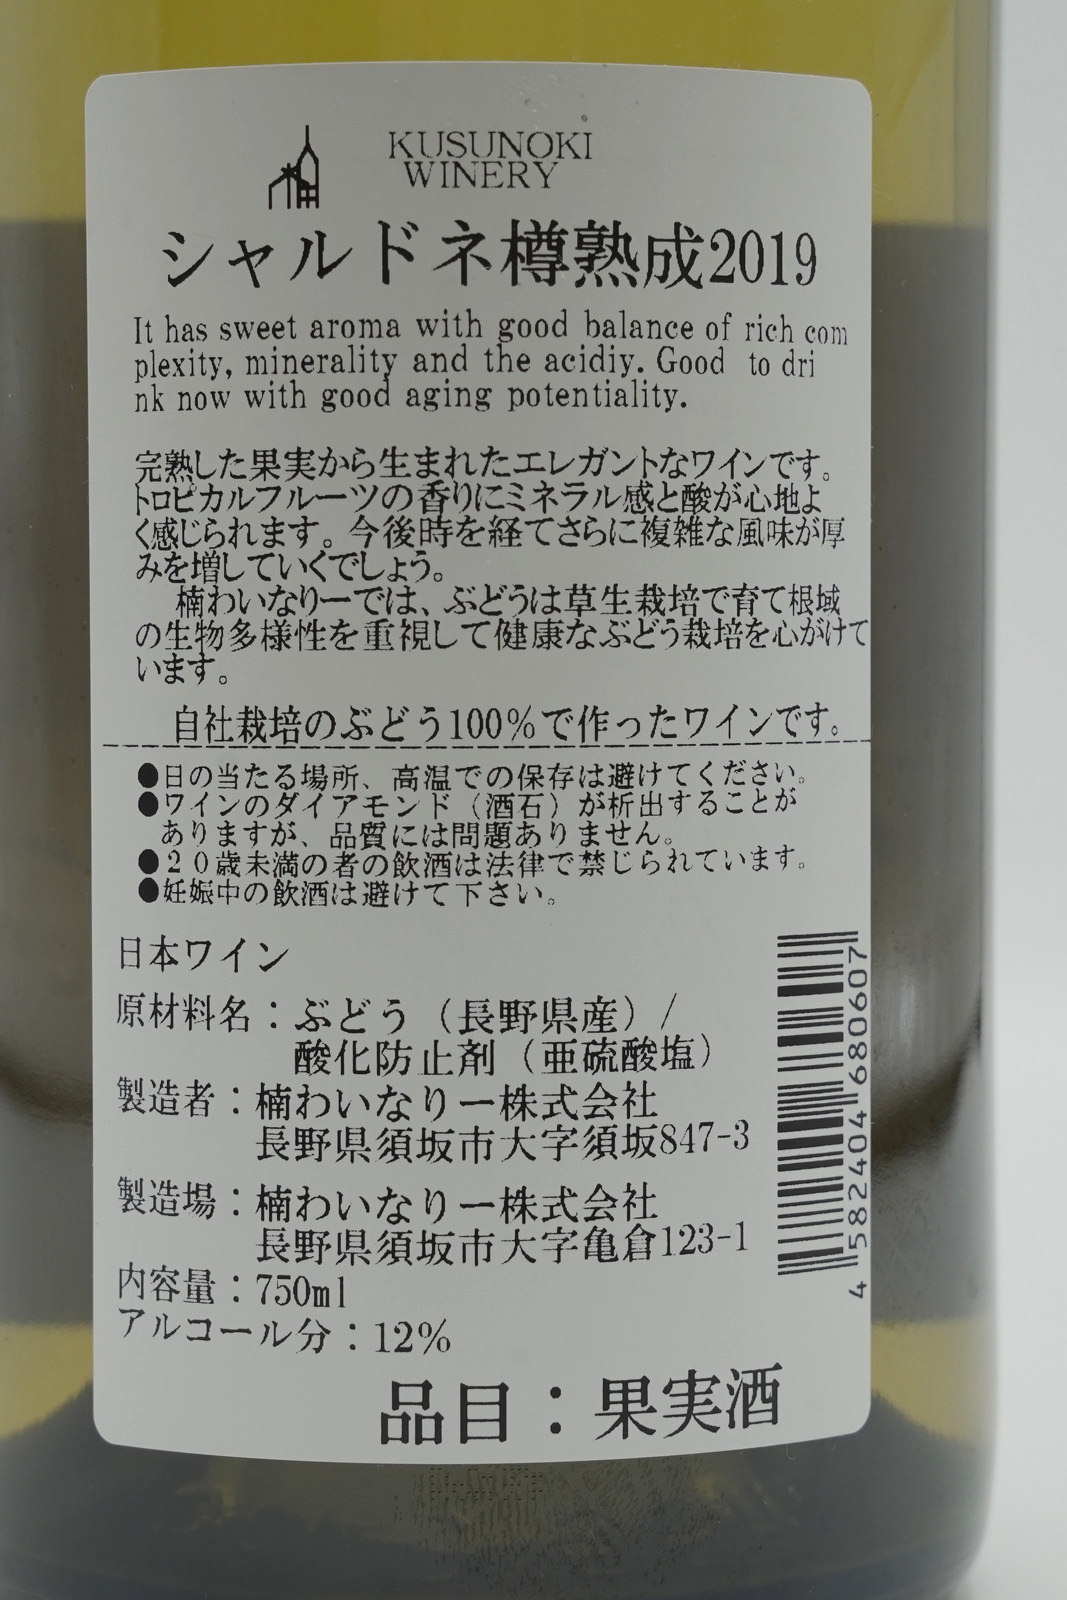 KUSUNOKI
WINERY
シャルドネ樽熟成2019
It has sweet aroma with good balance of rich com
plexity, minerality and the acidiy. Good to dri
nk now with good aging potentiality.
完熟した果実から生まれたエレガントなワインです。
トロピカルフルーツの香りにミネラル感と酸が心地よ
く感じられます。今後時を経てさらに複雑な風味が厚
みを増していくでしょう。
楠わいなりーでは、ぶどうは草生栽培で育て根域
の生物多様性を重視して健康なぶどう栽培を心がけて
います。
自社栽培のぶどう100%で作ったワインです。
●日の当たる場所、高温での保存は避けてください。
●ワインのダイアモンド（酒石）が析出することが
ありますが、品質には問題ありません。
●２０歳未満の者の飲酒は法律で禁じられています。
●妊娠中の飲酒は避けて下さい。
日本ワイン
原材料名：ぶどう（長野県産）/
酸化防止剤（亜硫酸塩）
製造者：楠わいなりー株式会社
長野県須坂市大字須坂847-3
製造場：楠わいなりー株式会社
長野県須坂市大字亀倉123-1
内容量：750ml
アルコール分：12%
品目：果実酒
4 582404 680607